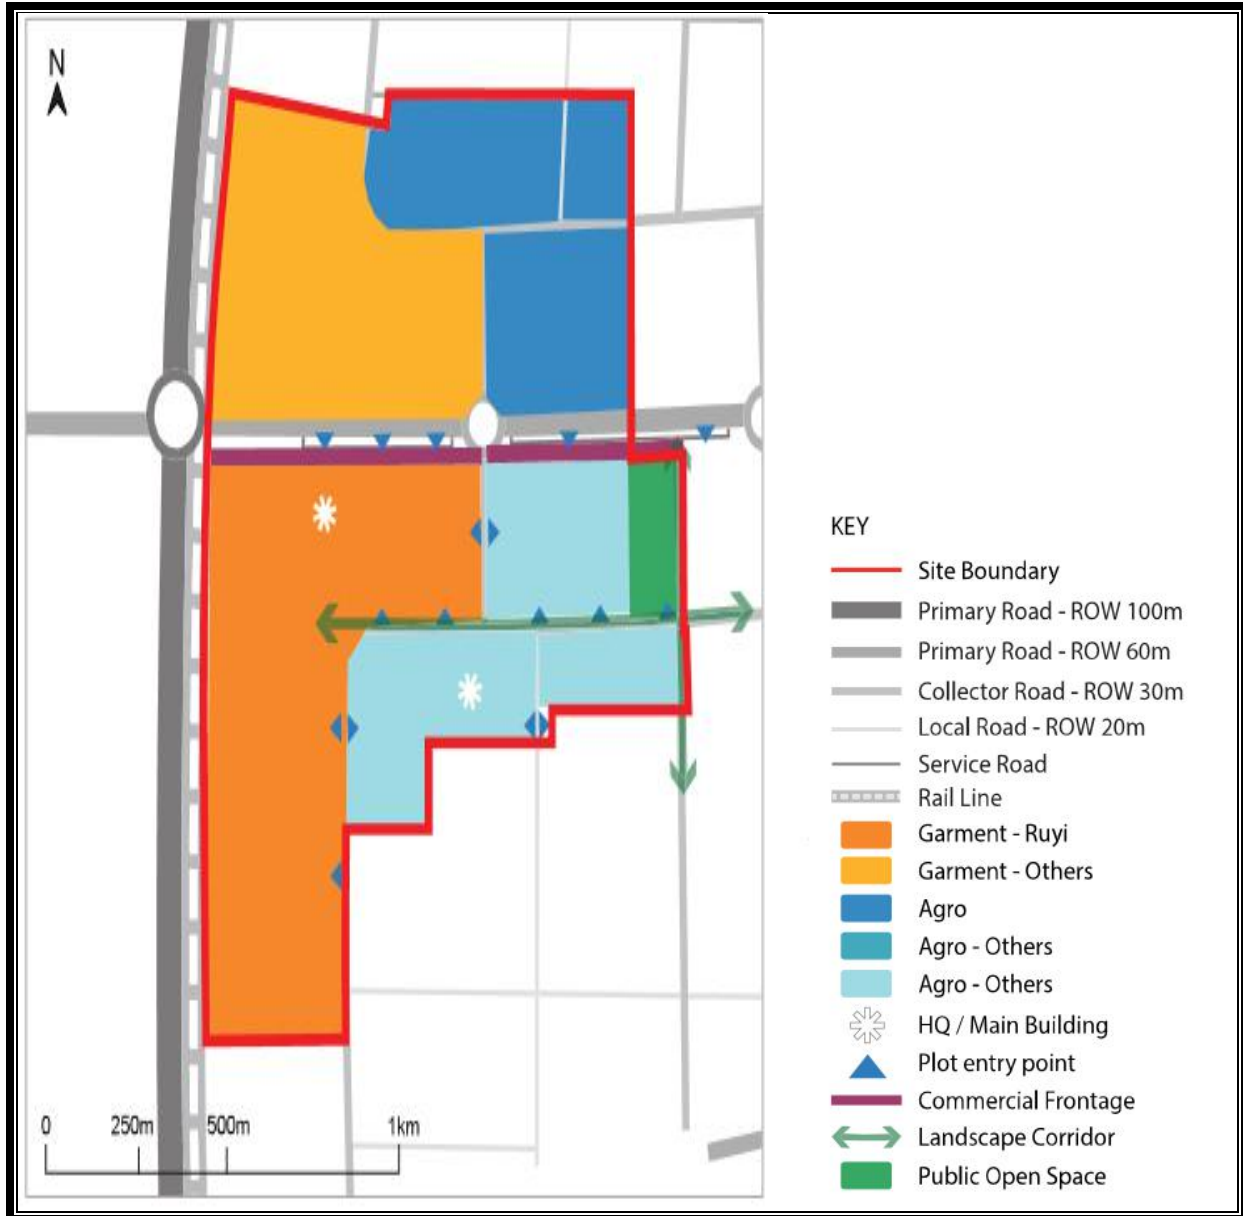 N
KEY
Site Boundary
Primary Road - ROW 100m
Primary Road - ROW 60m
Collector Road - ROW 30m
Local Road - ROW 20m
Service Road
Rail Line
Garment - Ruyi
Garment - Others
Agro
Agro - Others
Agro - Others
HQ / Main Building
Plot entry point
Commercial Frontage
Landscape Corridor
Public Open Space
0 250m 500m 1km